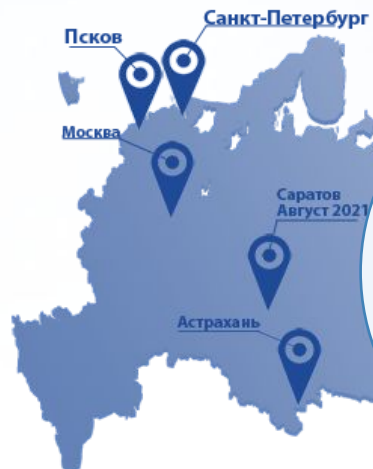 Санкт-Петербург
Псков
Москва
Саратов
Август 2021
Астрахань